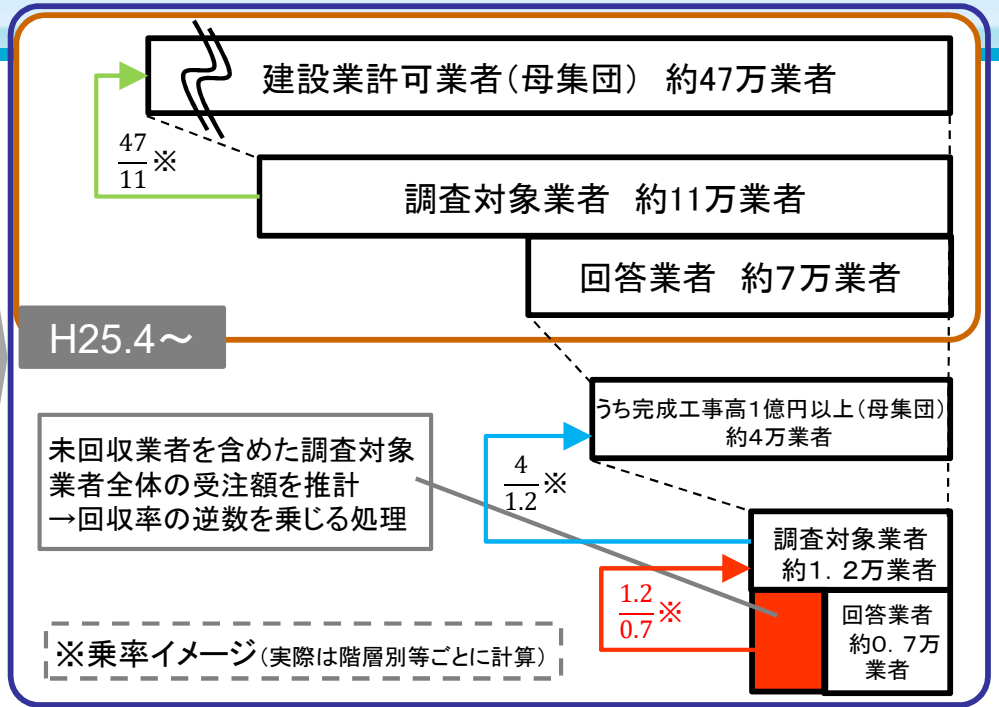 建設業許可業者(母集団) 約47万業者
47
11
※
調査対象業者 約11万業者
回答業者 約7万業者
H25.4～
うち完成工事高1億円以上(母集団)
約4万業者
未回収業者を含めた調査対象
業者全体の受注額を推計
→回収率の逆数を乗じる処理
4
1.2
※
調査対象業者
約1．2万業者
1.2
0.7
※
回答業者
約0．7万
業者
※乗率イメージ(実際は階層別等ごとに計算)